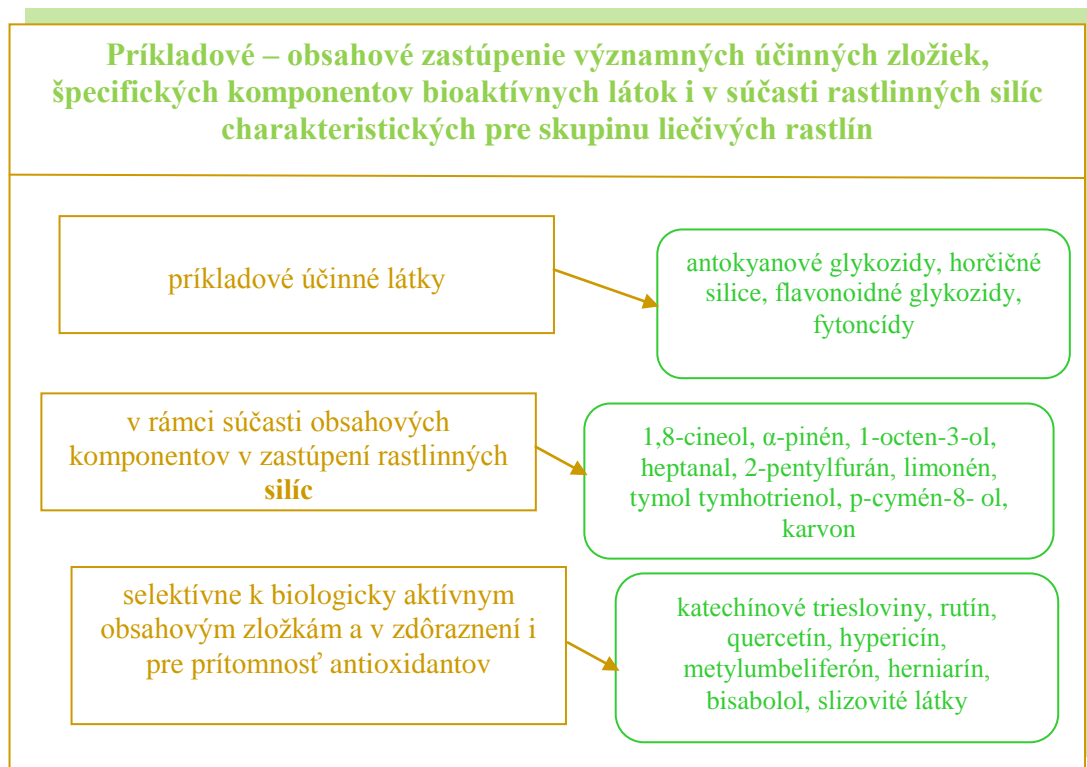 Príkladové – obsahové zastúpenie významných účinných zložiek,
špecifických komponentov bioaktívnych látok i v súčasti rastlinných silíc
charakteristických pre skupinu liečivých rastlín
príkladové účinné látky
antokyanové glykozidy, horčičné
silice, flavonoidné glykozidy,
fytoncídy
v rámci súčasti obsahových
komponentov v zastúpení rastlinných
silíc
1,8-cineol, α-pinén, 1-octen-3-ol,
heptanal, 2-pentylfurán, limonén,
tymol tymhotrienol, p-cymén-8- ol,
karvon
selektívne k biologicky aktívnym
obsahovým zložkám a v zdôraznení i
pre prítomnosť antioxidantov
katechínové triesloviny, rutín,
quercetín, hypericín,
metylumbeliferón, herniarín,
bisabolol, slizovité látky